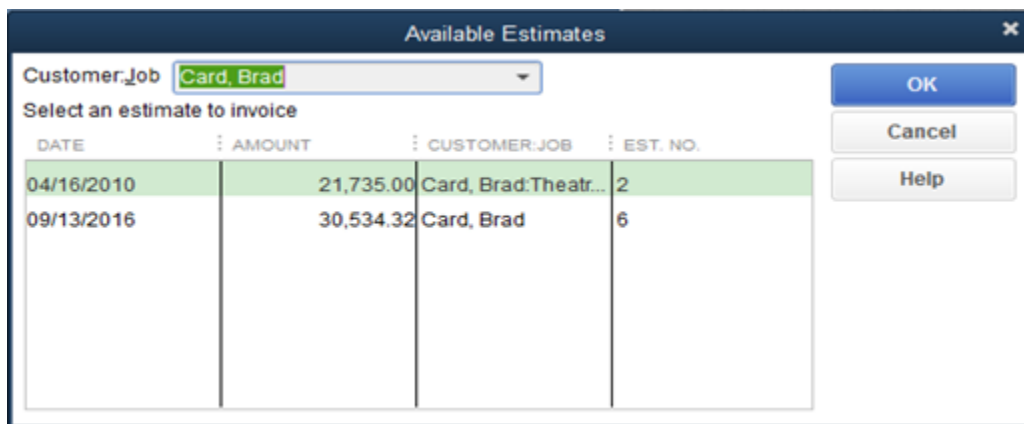 Available Estimates
Customer:Job Card, Brad
OK
Select an estimate to invoice
Cancel
DATE AMOUNT CUSTOMER:JOB EST. NO.
Help
04/16/2010 21,735.00 Card, Brad:Theatr... 2
09/13/2016 30,534.32 Card, Brad 6